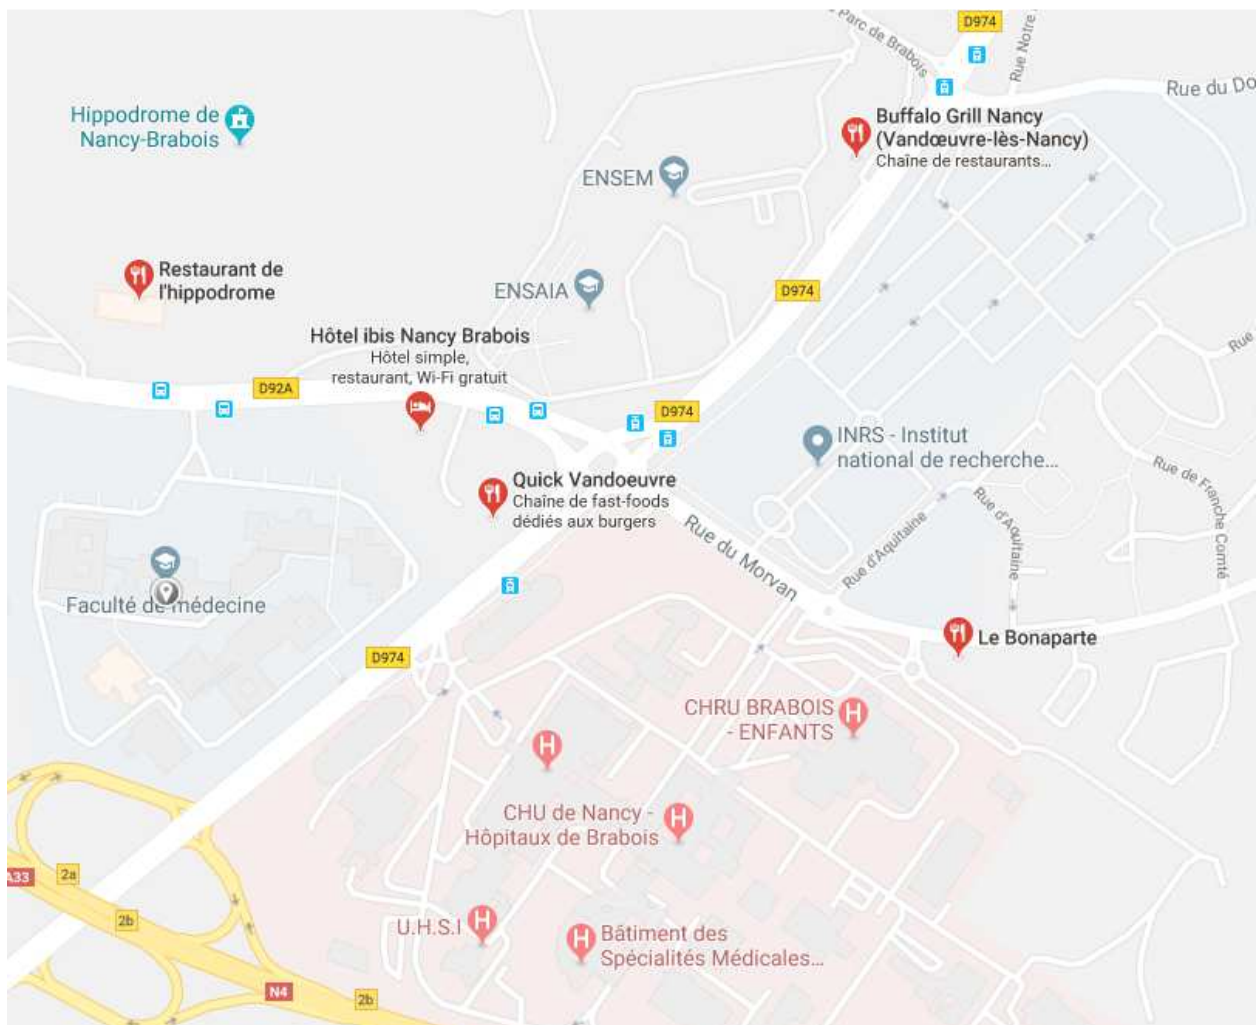 D974
Parc de Brabois
Rue Notre
Rue du Do
Hippodrome de
Nancy-Brabois
Buffalo Grill Nancy
(Vandœuvre-lès-Nancy)
Chaîne de restaurants...
ENSEM
Restaurant de
l'hippodrome
ENSAIA
D974
Hôtel ibis Nancy Brabois
Hôtel simple,
restaurant, Wi-Fi gratuit
Rue
D92A
D974
INRS - Institut
national de recherche...
Rue de Franche Comté
Quick Vandoeuvre
Chaîne de fast-foods
dédiés aux burgers
Rue du Morvan
Rue d'Aquitaine
Rue d'Aquitaine
Faculté de médecine
Le Bonaparte
D974
CHRU BRABOIS
- ENFANTS
H
H
CHU de Nancy -
Hôpitaux de Brabois
H
A33
2a
2b
U.H.S.I
H
H
Bâtiment des
Spécialités Médicales...
N4
2b